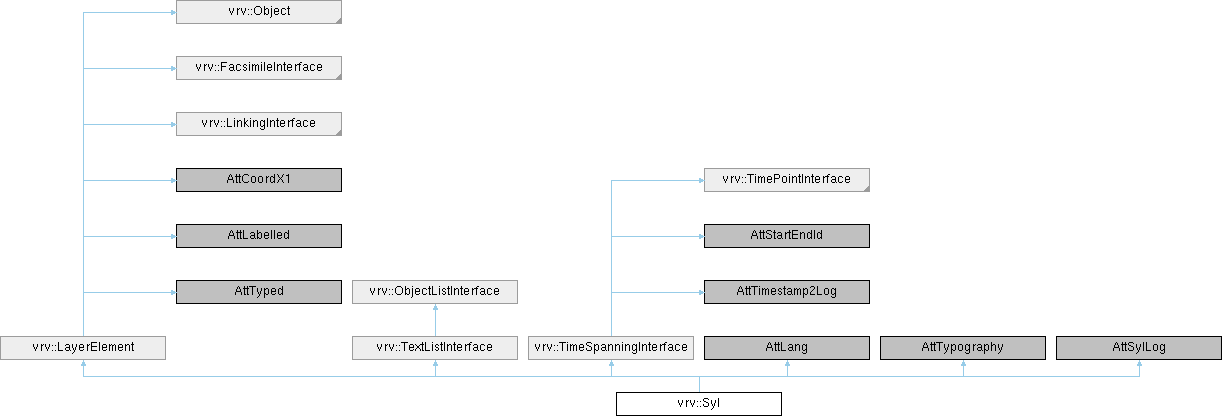 vrv::Object
vrv::FacsimileInterface
vrv::LinkingInterface
AttCoordX1
vrv::TimePointInterface
AttLabelled
AttStartEndId
AttTyped
vrv::ObjectListInterface
AttTimestamp2Log
vrv::LayerElement
vrv::TextListInterface
vrv::TimeSpanningInterface
AttLang
AttTypography
AttSylLog
vrv::Syl